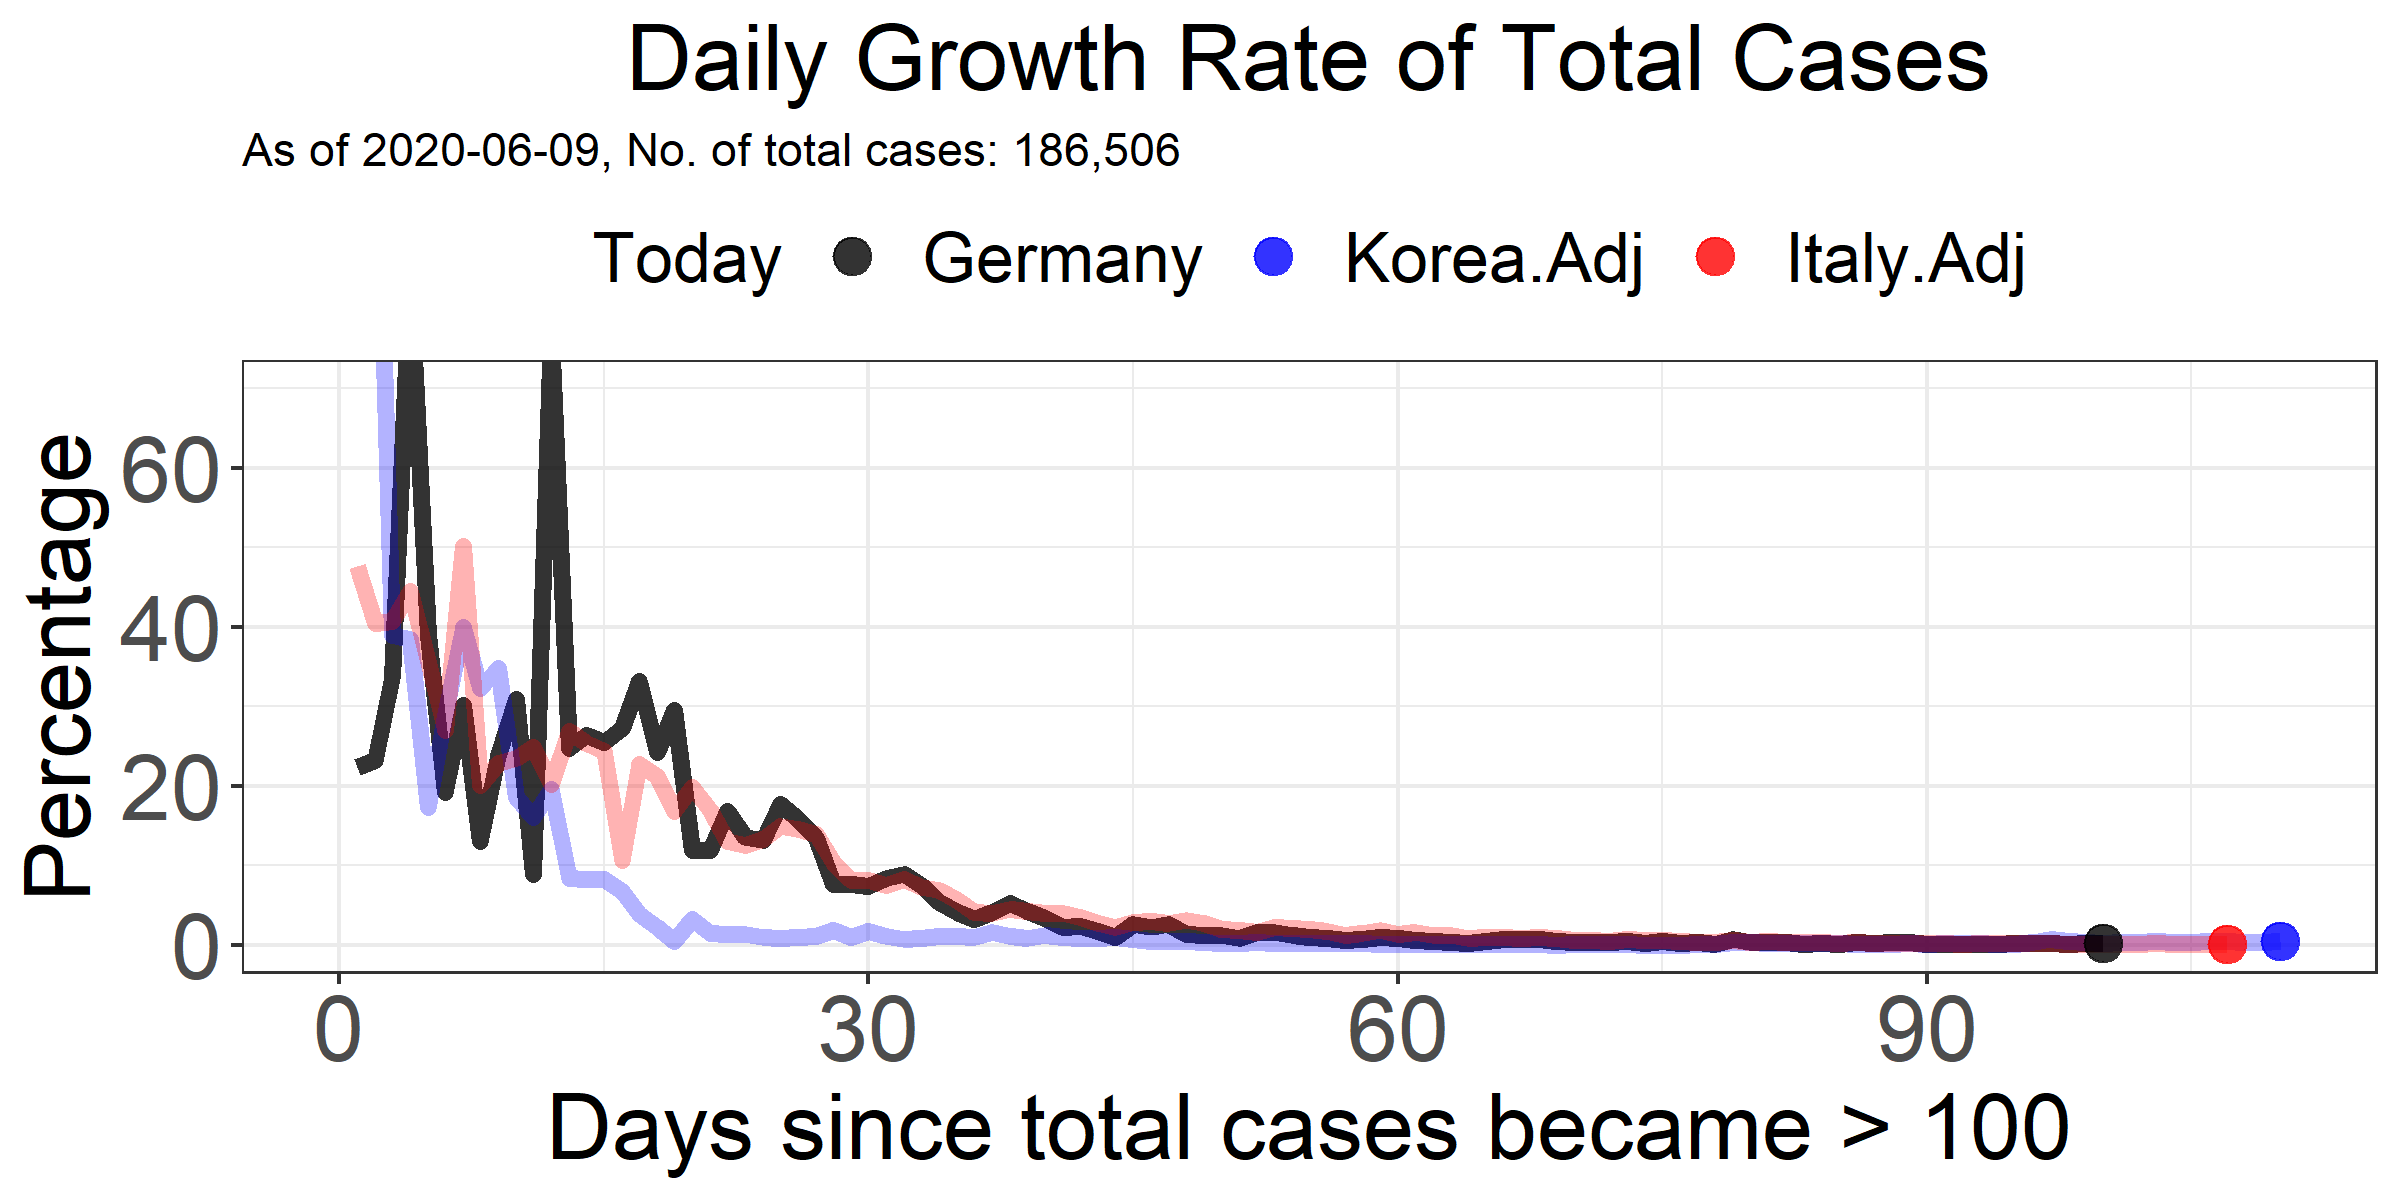 Daily Growth Rate of Total Cases
As of 2020-06-09, No. of total cases: 186,506
Today Germany Korea.Adj Italy.Adj
Percentage
60
40
20
0
0 30 60 90
Days since total cases became > 100